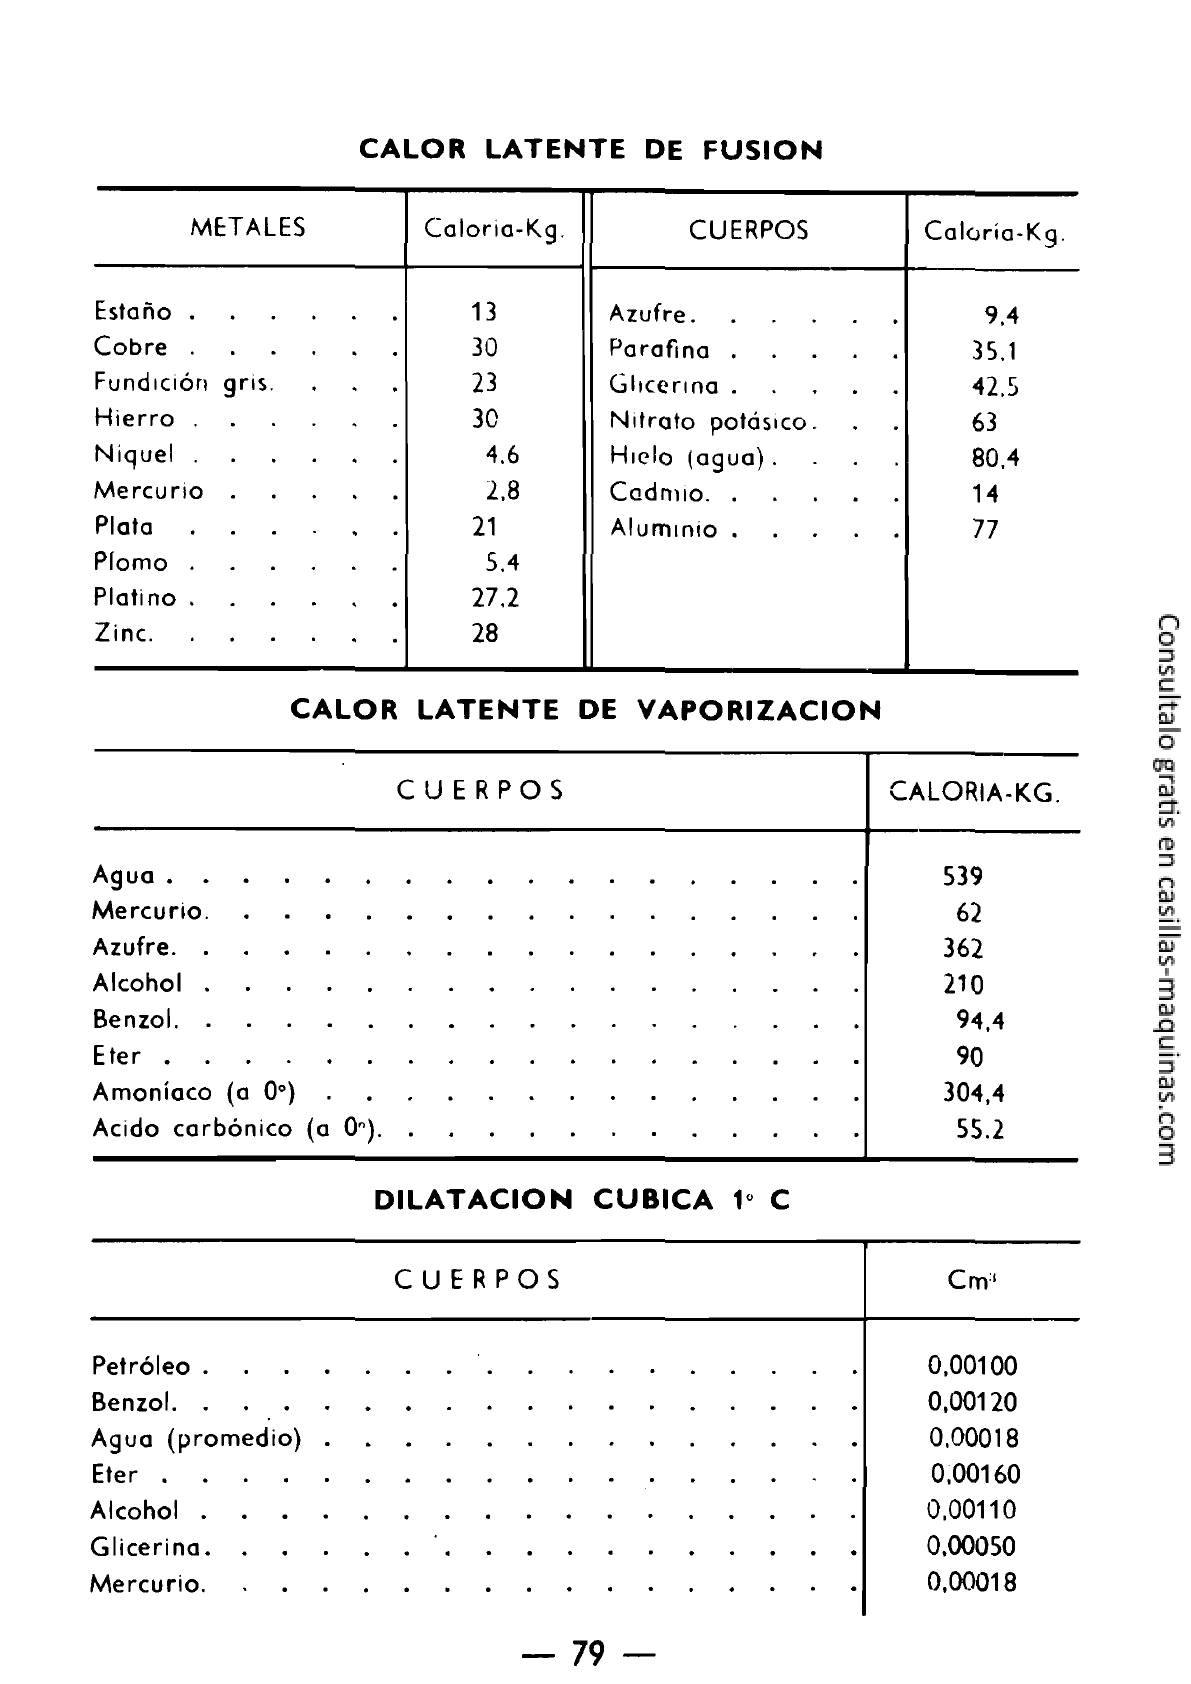 CALOR LATENTE DE FUSION
METALES Caloria-Kg. CUERPOS Caloría-Kg.
Estaño . . . . . . 13 Azufre. . . . . . 9,4
Cobre . . . . . . 30 Parafina . . . . . 35,1
Fundición gris. . . . 23 Glicerina . . . . . 42,5
Hierro . . . . . . 30 Nitrato potásico. . . 63
Niquel . . . . . . 4,6 Hielo (agua) . . . . 80,4
Mercurio . . . . . 2,8 Cadmio. . . . . . 14
Plata . . . . . . 21 Aluminio . . . . . 77
Plomo . . . . . . 5,4
Platino . . . . . . 27,2
Zinc. . . . . . . 28
CALOR LATENTE DE VAPORIZACION
CUERPOS CALORIA-KG.
Agua . . . . . . . . . . . . . . . . . . 539
Mercurio. . . . . . . . . . . . . . . . . 62
Azufre. . . . . . . . . . . . . . . . . . 362
Alcohol . . . . . . . . . . . . . . . . . 210
Benzol. . . . . . . . . . . . . . . . . . 94,4
Eter . . . . . . . . . . . . . . . . . . 90
Amoníaco (a 0°) . . . . . . . . . . . . . . 304,4
Acido carbónico (a 0°). . . . . . . . . . . . . 55.2
DILATACION CUBICA 1° C
CUERPOS Cm³
Petróleo . . . . . . . . . . . . . . . . . 0,00100
Benzol. . . . . . . . . . . . . . . . . . 0,00120
Agua (promedio) . . . . . . . . . . . . . . 0,00018
Eter . . . . . . . . . . . . . . . . . . 0,00160
Alcohol . . . . . . . . . . . . . . . . . 0,00110
Glicerina. . . . . . . . . . . . . . . . . 0,00050
Mercurio. . . . . . . . . . . . . . . . . 0,00018
— 79 —
Consultalo gratis en casillas-maquinas.com